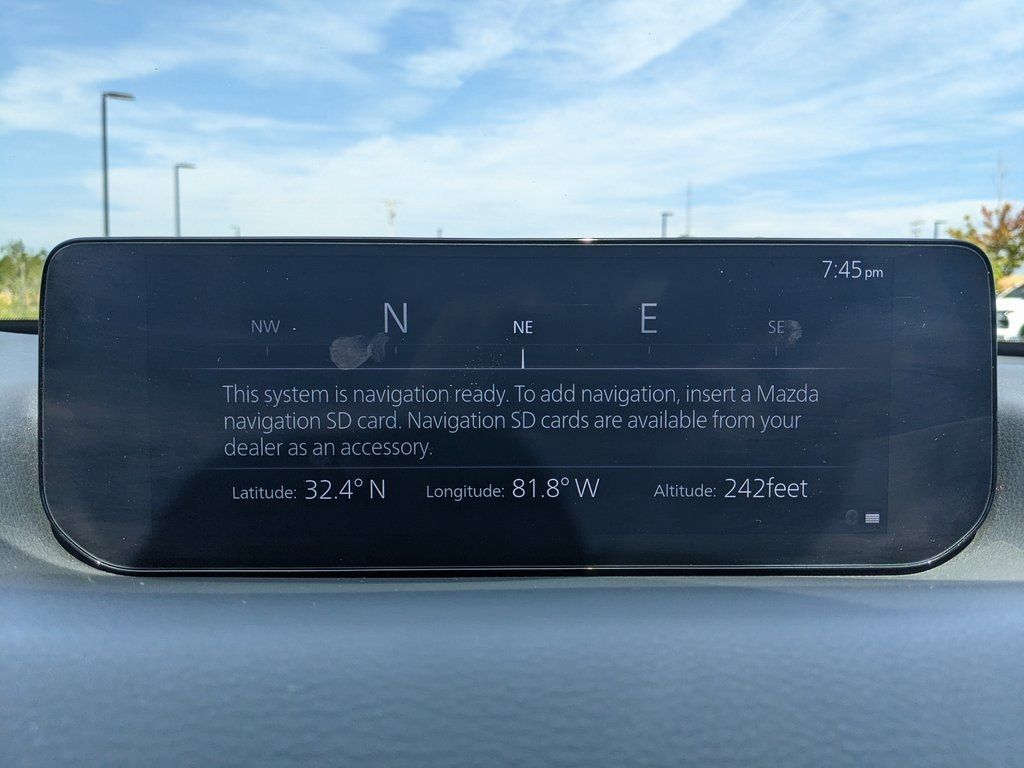 7:45 pm
NW N NE E SE
This system is navigation ready. To add navigation, insert a Mazda
navigation SD card. Navigation SD cards are available from your
dealer as an accessory.
Latitude: 32.4° N Longitude: 81.8° W Altitude: 242feet